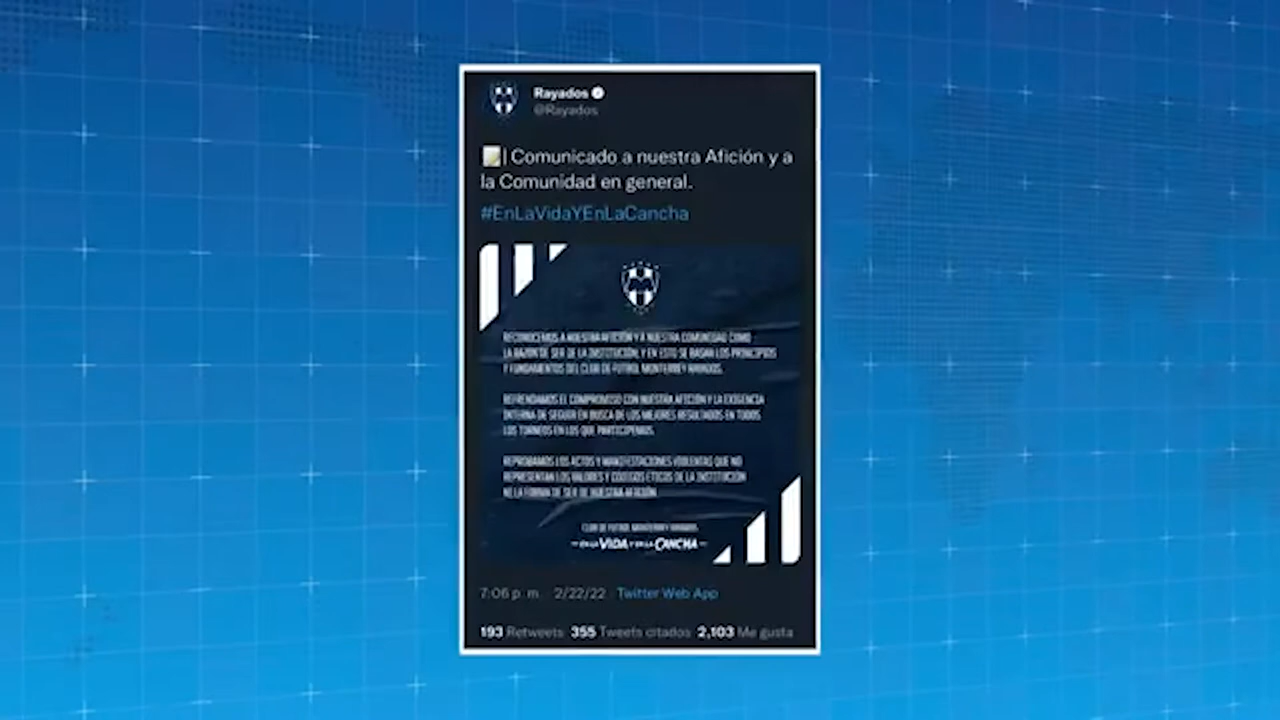 Rayados
@Rayados
| Comunicado a nuestra Afición y a
la Comunidad en general.
#EnLaVidaYEnLaCancha
RECONOCEMOS A NUESTRA AFICIÓN Y A NUESTRA COMUNIDAD COMO
LA RAZÓN DE SER DE LA INSTITUCIÓN, Y EN ESTO SE BASAN LOS PRINCIPIOS
Y FUNDAMENTOS DEL CLUB DE FUTBOL MONTERREY RAYADOS.
REFRENDAMOS EL COMPROMISO CON NUESTRA AFICIÓN Y LA EXIGENCIA
INTERNA DE SEGUIR EN BUSCA DE LOS MEJORES RESULTADOS EN TODOS
LOS TORNEOS EN LOS QUE PARTICIPEMOS.
REPROBAMOS LOS ACTOS Y MANIFESTACIONES VIOLENTAS QUE NO
REPRESENTAN LOS VALORES Y CÓDIGOS ÉTICOS DE LA INSTITUCIÓN
NI LA FORMA DE SER DE NUESTRA AFICIÓN.
CLUB DE FUTBOL MONTERREY RAYADOS
EN LA VIDA Y EN LA CANCHA
7:06 p. m. 2/22/22 Twitter Web App
193 Retweets 355 Tweets citados 2,103 Me gusta